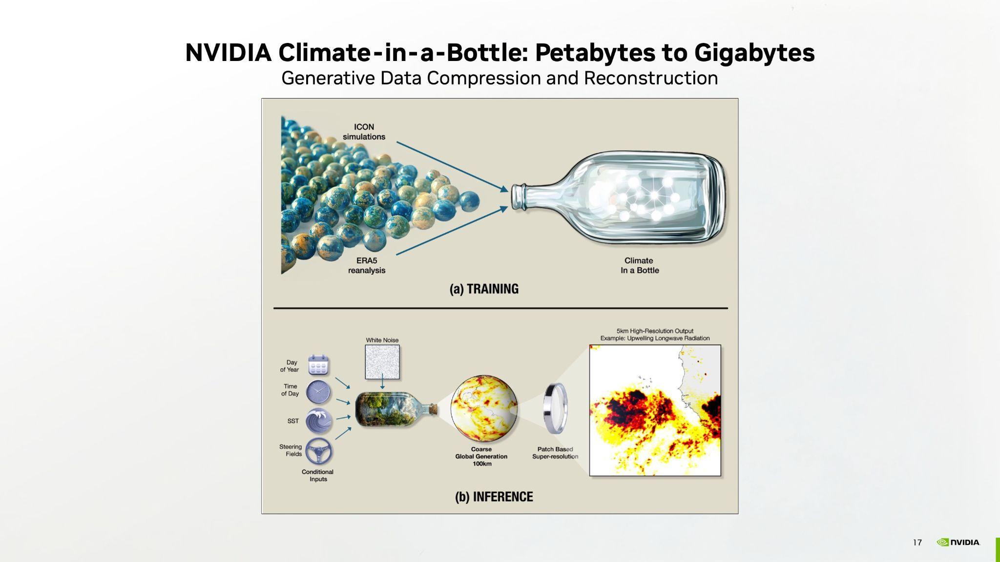 NVIDIA Climate-in-a-Bottle: Petabytes to Gigabytes
Generative Data Compression and Reconstruction
ICON
simulations
ERA5
reanalysis
Climate
In a Bottle
(a) TRAINING
White Noise
Day
of Year
Time
of Day
SST
Steering
Fields
Conditional
Inputs
Coarse
Global Generation
100km
Patch Based
Super-resolution
5km High-Resolution Output
Example: Upwelling Longwave Radiation
(b) INFERENCE
17
NVIDIA